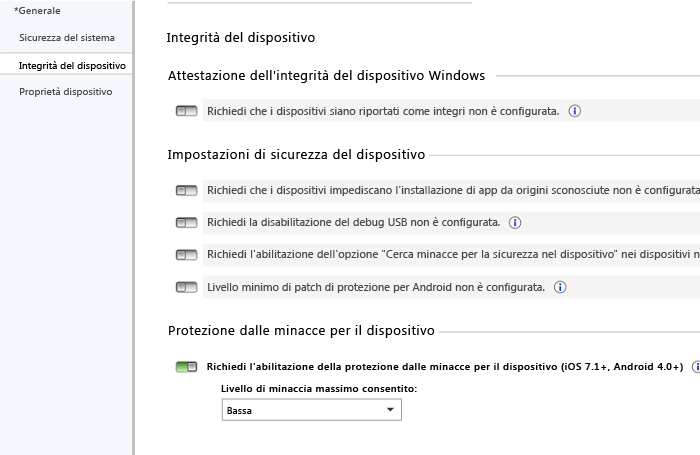 *Generale
Sicurezza del sistema
Integrità del dispositivo
Proprietà dispositivo
Integrità del dispositivo
Attestazione dell'integrità del dispositivo Windows
Richiedi che i dispositivi siano riportati come integri non è configurata.
Impostazioni di sicurezza del dispositivo
Richiedi che i dispositivi impediscano l'installazione di app da origini sconosciute non è configurata
Richiedi la disabilitazione del debug USB non è configurata.
Richiedi l'abilitazione dell'opzione "Cerca minacce per la sicurezza nel dispositivo" nei dispositivi n
Livello minimo di patch di protezione per Android non è configurata.
Protezione dalle minacce per il dispositivo
Richiedi l'abilitazione della protezione dalle minacce per il dispositivo (iOS 7.1+, Android 4.0+)
Livello di minaccia massimo consentito:
Bassa